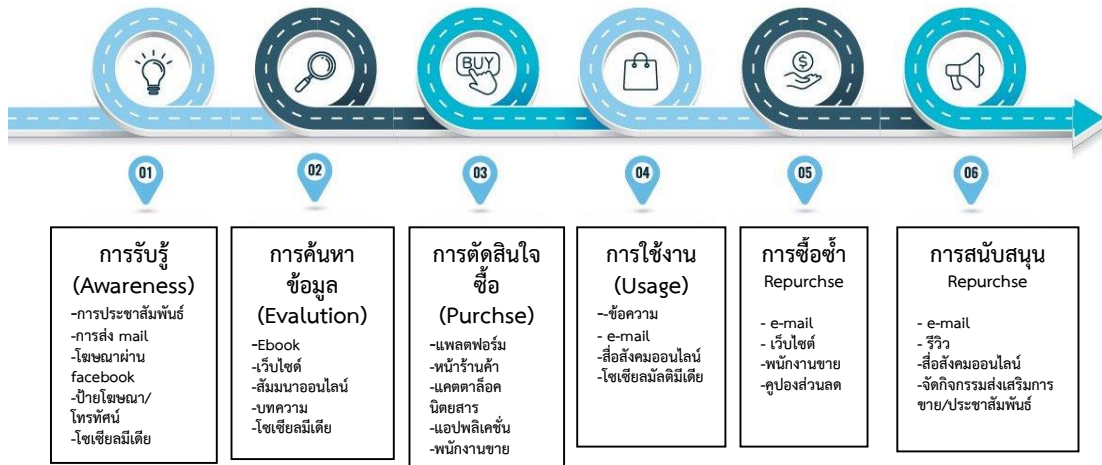 BUY
01
02
03
04
05
06
การรับรู้
(Awareness)
-การประชาสัมพันธ์
-การส่ง mail
-โฆษณาผ่าน
facebook
-ป้ายโฆษณา/
โทรทัศน์
-โซเซียลมีเดีย
การค้นหา
ข้อมูล
(Evalution)
-Ebook
-เว็บไซด์
-สัมมนาออนไลน์
-บทความ
-โซเซียลมีเดีย
การตัดสินใจ
ซื้อ
(Purchse)
-แพลตฟอร์ม
-หน้าร้านค้า
-แคตตาล็อค
นิตยสาร
-แอปพลิเคชั่น
-พนักงานขาย
การใช้งาน
(Usage)
--ข้อความ
- e-mail
-สื่อสังคมออนไลน์
-โซเซียลมัลติมีเดีย
การซื้อซ้ำ
Repurchse
- e-mail
- เว็บไซต์
-พนักงานขาย
-คูปองส่วนลด
การสนับสนุน
Repurchse
- e-mail
- รีวิว
-สื่อสังคมออนไลน์
-จัดกิจกรรมส่งเสริมการ
ขาย/ประชาสัมพันธ์